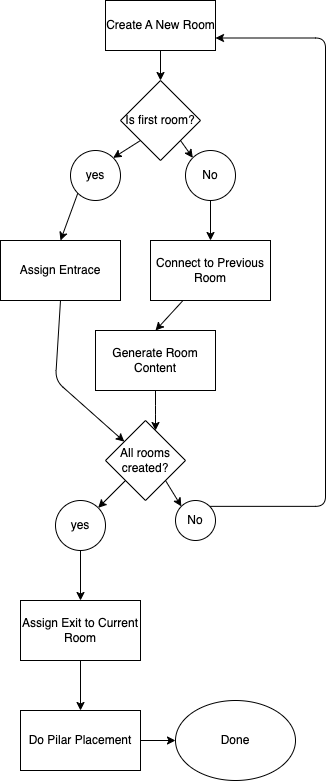 Create A New Room
Is first room?
yes
No
Assign Entrace
Connect to Previous
Room
Generate Room
Content
All rooms
created?
yes
No
Assign Exit to Current
Room
Do Pilar Placement
Done